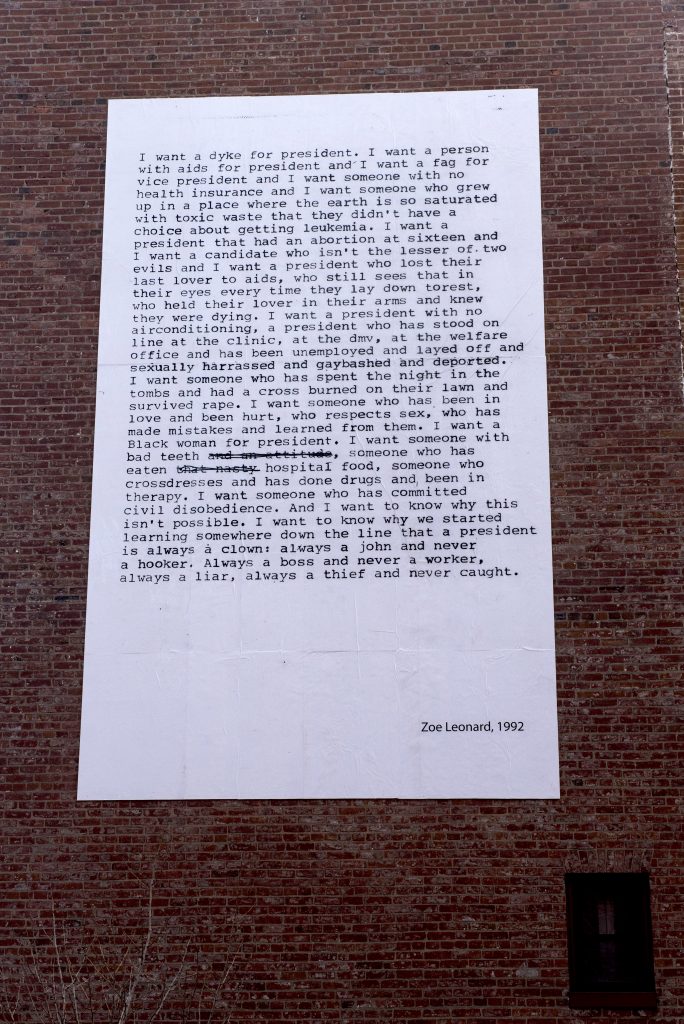 I want a dyke for president. I want a person
with aids for president and I want a fag for
vice president and I want someone with no
health insurance and I want someone who grew
up in a place where the earth is so saturated
with toxic waste that they didn't have a
choice about getting leukemia. I want a
president that had an abortion at sixteen and
I want a candidate who isn't the lesser of two
evils and I want a president who lost their
last lover to aids, who still sees that in
their eyes every time they lay down torest,
who held their lover in their arms and knew
they were dying. I want a president with no
airconditioning, a president who has stood on
line at the clinic, at the dmv, at the welfare
office and has been unemployed and layed off and
sexually harrassed and gaybashed and deported.
I want someone who has spent the night in the
tombs and had a cross burned on their lawn and
survived rape. I want someone who has been in
love and been hurt, who respects sex, who has
made mistakes and learned from them. I want a
Black woman for president. I want someone with
bad teeth and an attitude, someone who has
eaten that nasty hospital food, someone who
crossdresses and has done drugs and been in
therapy. I want someone who has committed
civil disobedience. And I want to know why this
isn't possible. I want to know why we started
learning somewhere down the line that a president
is always a clown: always a john and never
a hooker. Always a boss and never a worker,
always a liar, always a thief and never caught.
Zoe Leonard, 1992